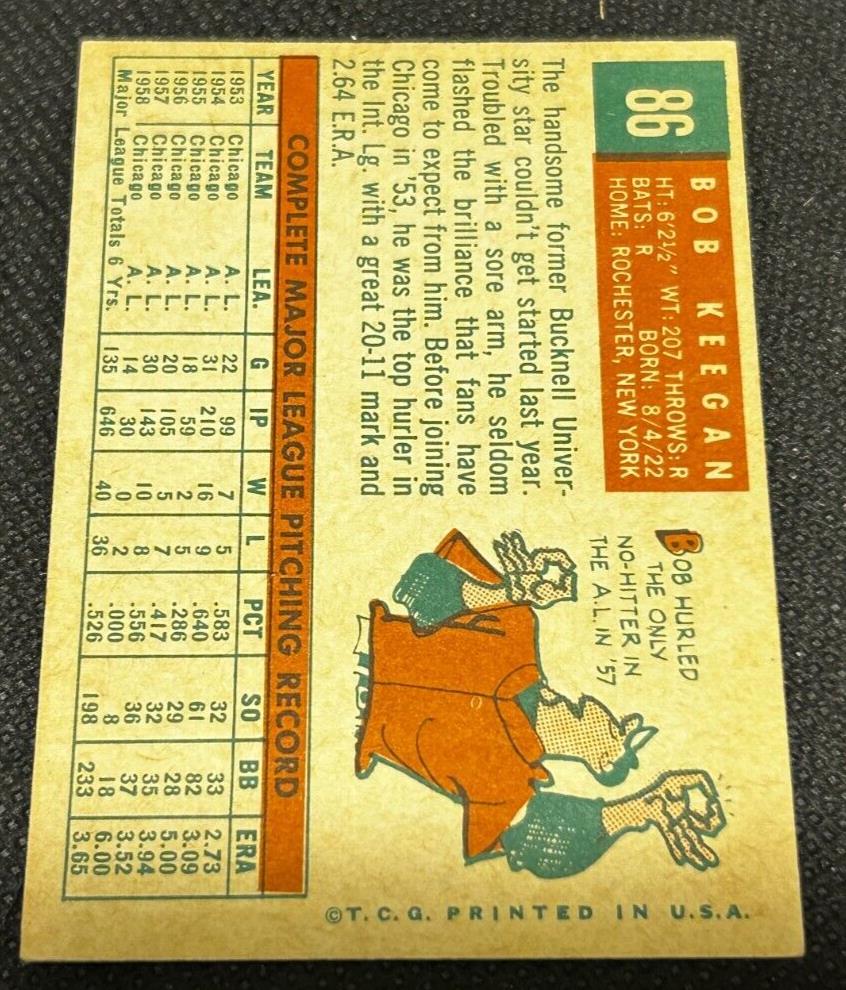 86
BOB KEEGAN
HT: 6'2½" WT: 207 THROWS: R
BATS: R BORN: 8/4/22
HOME: ROCHESTER, NEW YORK
The handsome former Bucknell Univer-
sity star couldn't get started last year.
Troubled with a sore arm, he seldom
flashed the brilliance that fans have
come to expect from him. Before joining
Chicago in '53, he was the top hurler in
the Int. Lg. with a great 20-11 mark and
2.64 E.R.A.
BOB HURLED
THE ONLY
NO-HITTER IN
THE A.L. IN '57
COMPLETE MAJOR LEAGUE PITCHING RECORD
YEAR TEAM LEA. G IP W L PCT SO BB ERA
1953 Chicago A. L. 22 99 7 5 .583 32 33 2.73
1954 Chicago A. L. 31 210 16 9 .640 61 82 3.09
1955 Chicago A. L. 18 59 2 5 .286 29 28 5.00
1956 Chicago A. L. 20 105 5 7 .417 32 35 3.94
1957 Chicago A. L. 30 143 10 8 .556 36 37 3.52
1958 Chicago A. L. 14 30 0 2 .000 8 18 6.00
Major League Totals 6 Yrs. 135 646 40 36 .526 198 233 3.65
©T.C.G. PRINTED IN U.S.A.